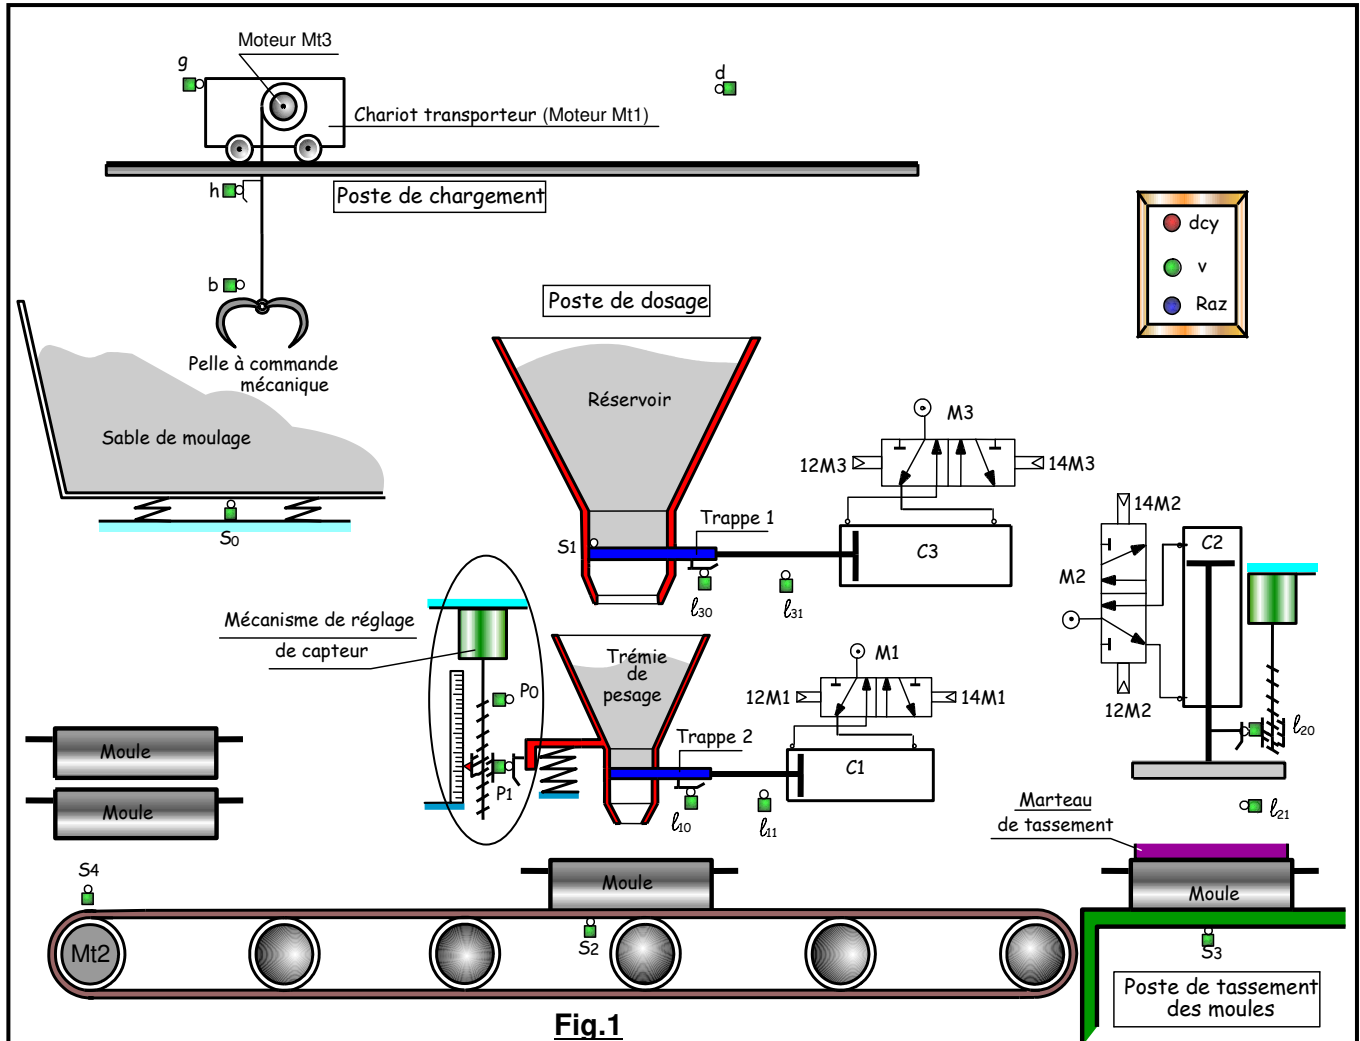 Moteur Mt3
g
d
Chariot transporteur (Moteur Mt1)
h
Poste de chargement
dcy
v
Raz
b
Poste de dosage
Pelle à commande
mécanique
Réservoir
Sable de moulage
M3
12M3
14M3
S0
S1
Trappe 1
C3
14M2
C2
M2
l30
l31
Mécanisme de réglage
de capteur
P0
Trémie
de
pesage
M1
12M1
14M1
12M2
l20
Moule
Trappe 2
C1
P1
l10
l11
Moule
Marteau
de tassement
l21
S4
Moule
Moule
Mt2
S2
S3
Poste de tassement
des moules
Fig.1